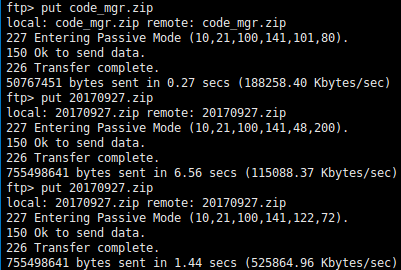 ftp> put code_mgr.zip
local: code_mgr.zip remote: code_mgr.zip
227 Entering Passive Mode (10,21,100,141,101,80).
150 Ok to send data.
226 Transfer complete.
50767451 bytes sent in 0.27 secs (188258.40 Kbytes/sec)
ftp> put 20170927.zip
local: 20170927.zip remote: 20170927.zip
227 Entering Passive Mode (10,21,100,141,48,200).
150 Ok to send data.
226 Transfer complete.
755498641 bytes sent in 6.56 secs (115088.37 Kbytes/sec)
ftp> put 20170927.zip
local: 20170927.zip remote: 20170927.zip
227 Entering Passive Mode (10,21,100,141,122,72).
150 Ok to send data.
226 Transfer complete.
755498641 bytes sent in 1.44 secs (525864.96 Kbytes/sec)